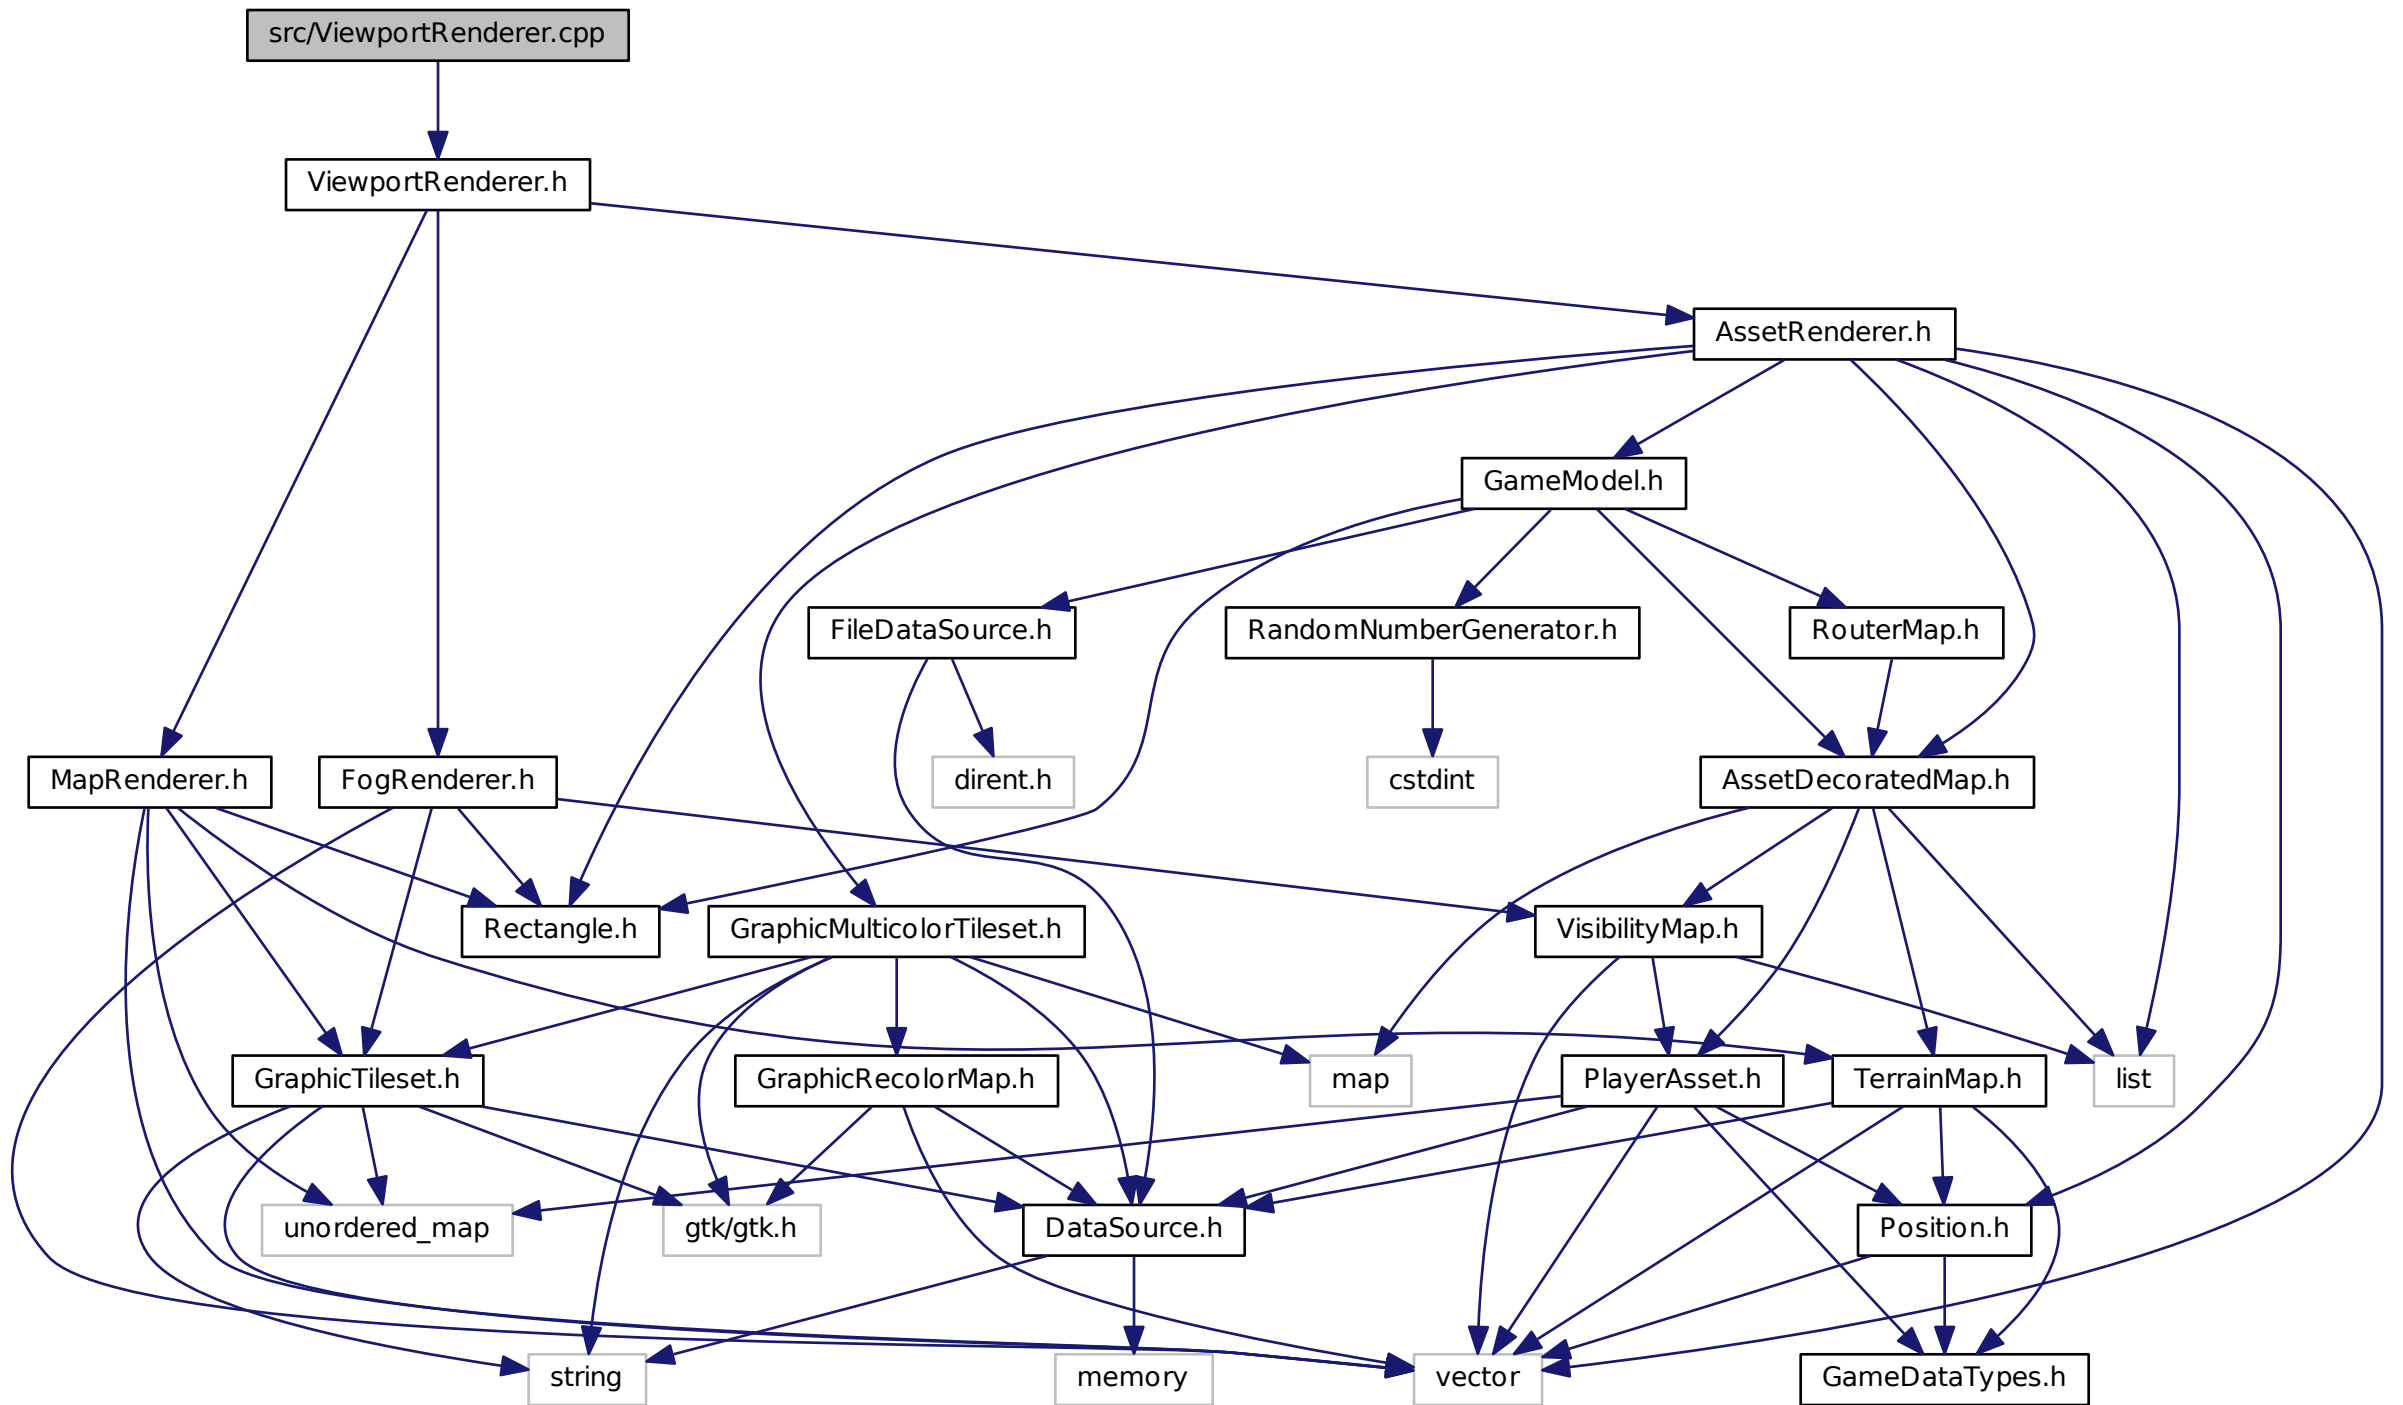 src/ViewportRenderer.cpp
ViewportRenderer.h
AssetRenderer.h
GameModel.h
FileDataSource.h
RandomNumberGenerator.h
RouterMap.h
MapRenderer.h
FogRenderer.h
dirent.h
cstdint
AssetDecoratedMap.h
Rectangle.h
GraphicMulticolorTileset.h
VisibilityMap.h
GraphicTileset.h
GraphicRecolorMap.h
map
PlayerAsset.h
TerrainMap.h
list
unordered_map
gtk/gtk.h
DataSource.h
Position.h
string
memory
vector
GameDataTypes.h